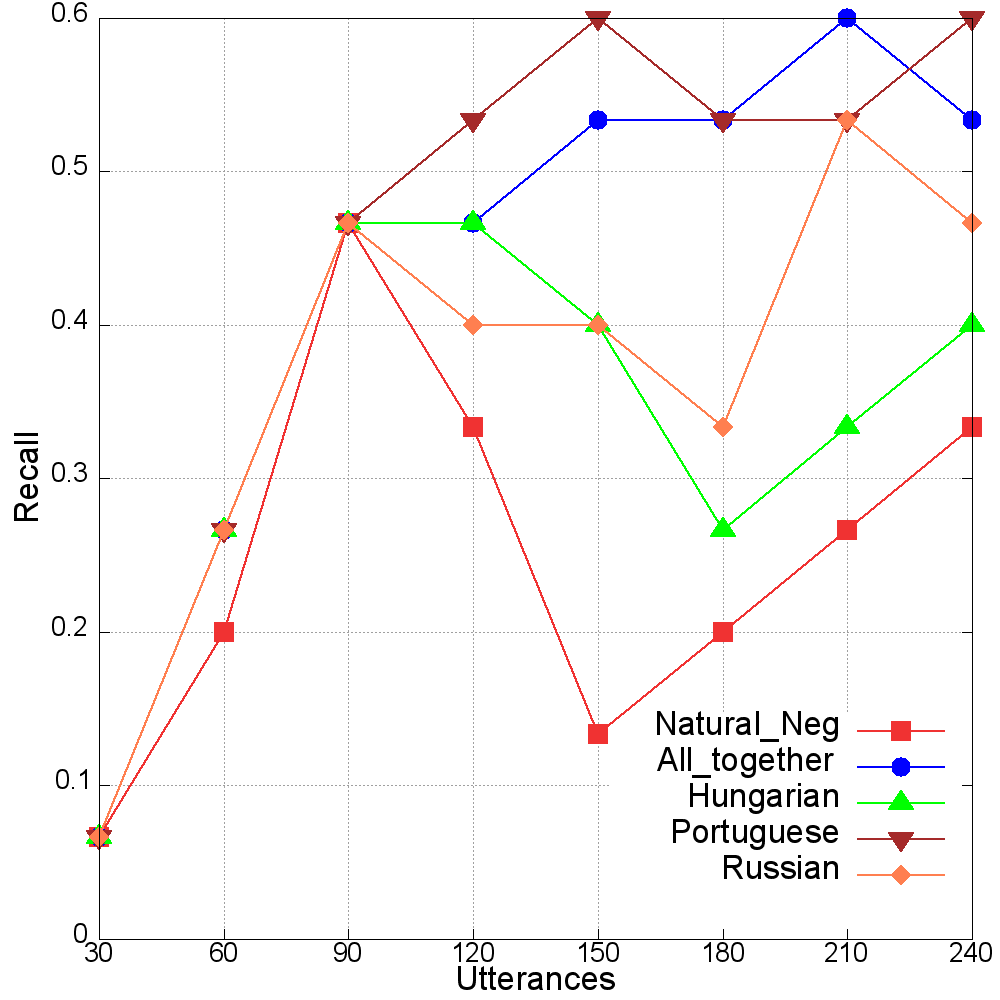 0.6
0.5
0.4
0.3
0.2
0.1
0
Recall
Natural_Neg
All_together
Hungarian
Portuguese
Russian
30 60 90 120 150 180 210 240
Utterances